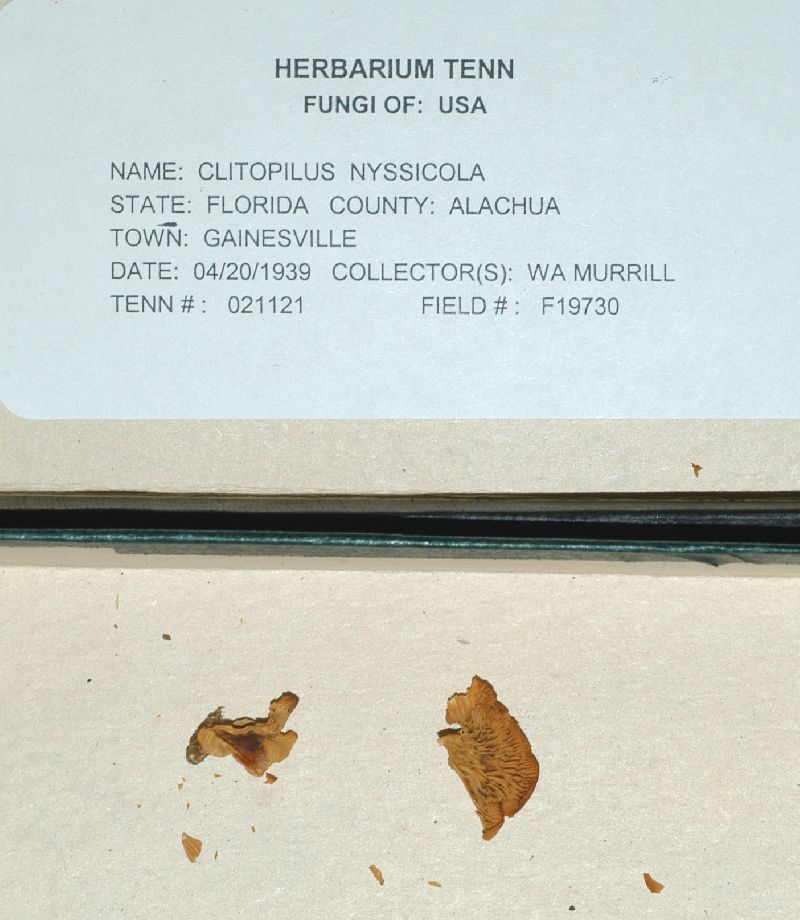 HERBARIUM TENN
FUNGI OF: USA
NAME: CLITOPILUS NYSSICOLA
STATE: FLORIDA COUNTY: ALACHUA
TOWN: GAINESVILLE
DATE: 04/20/1939 COLLECTOR(S): WA MURRILL
TENN # : 021121 FIELD # : F19730